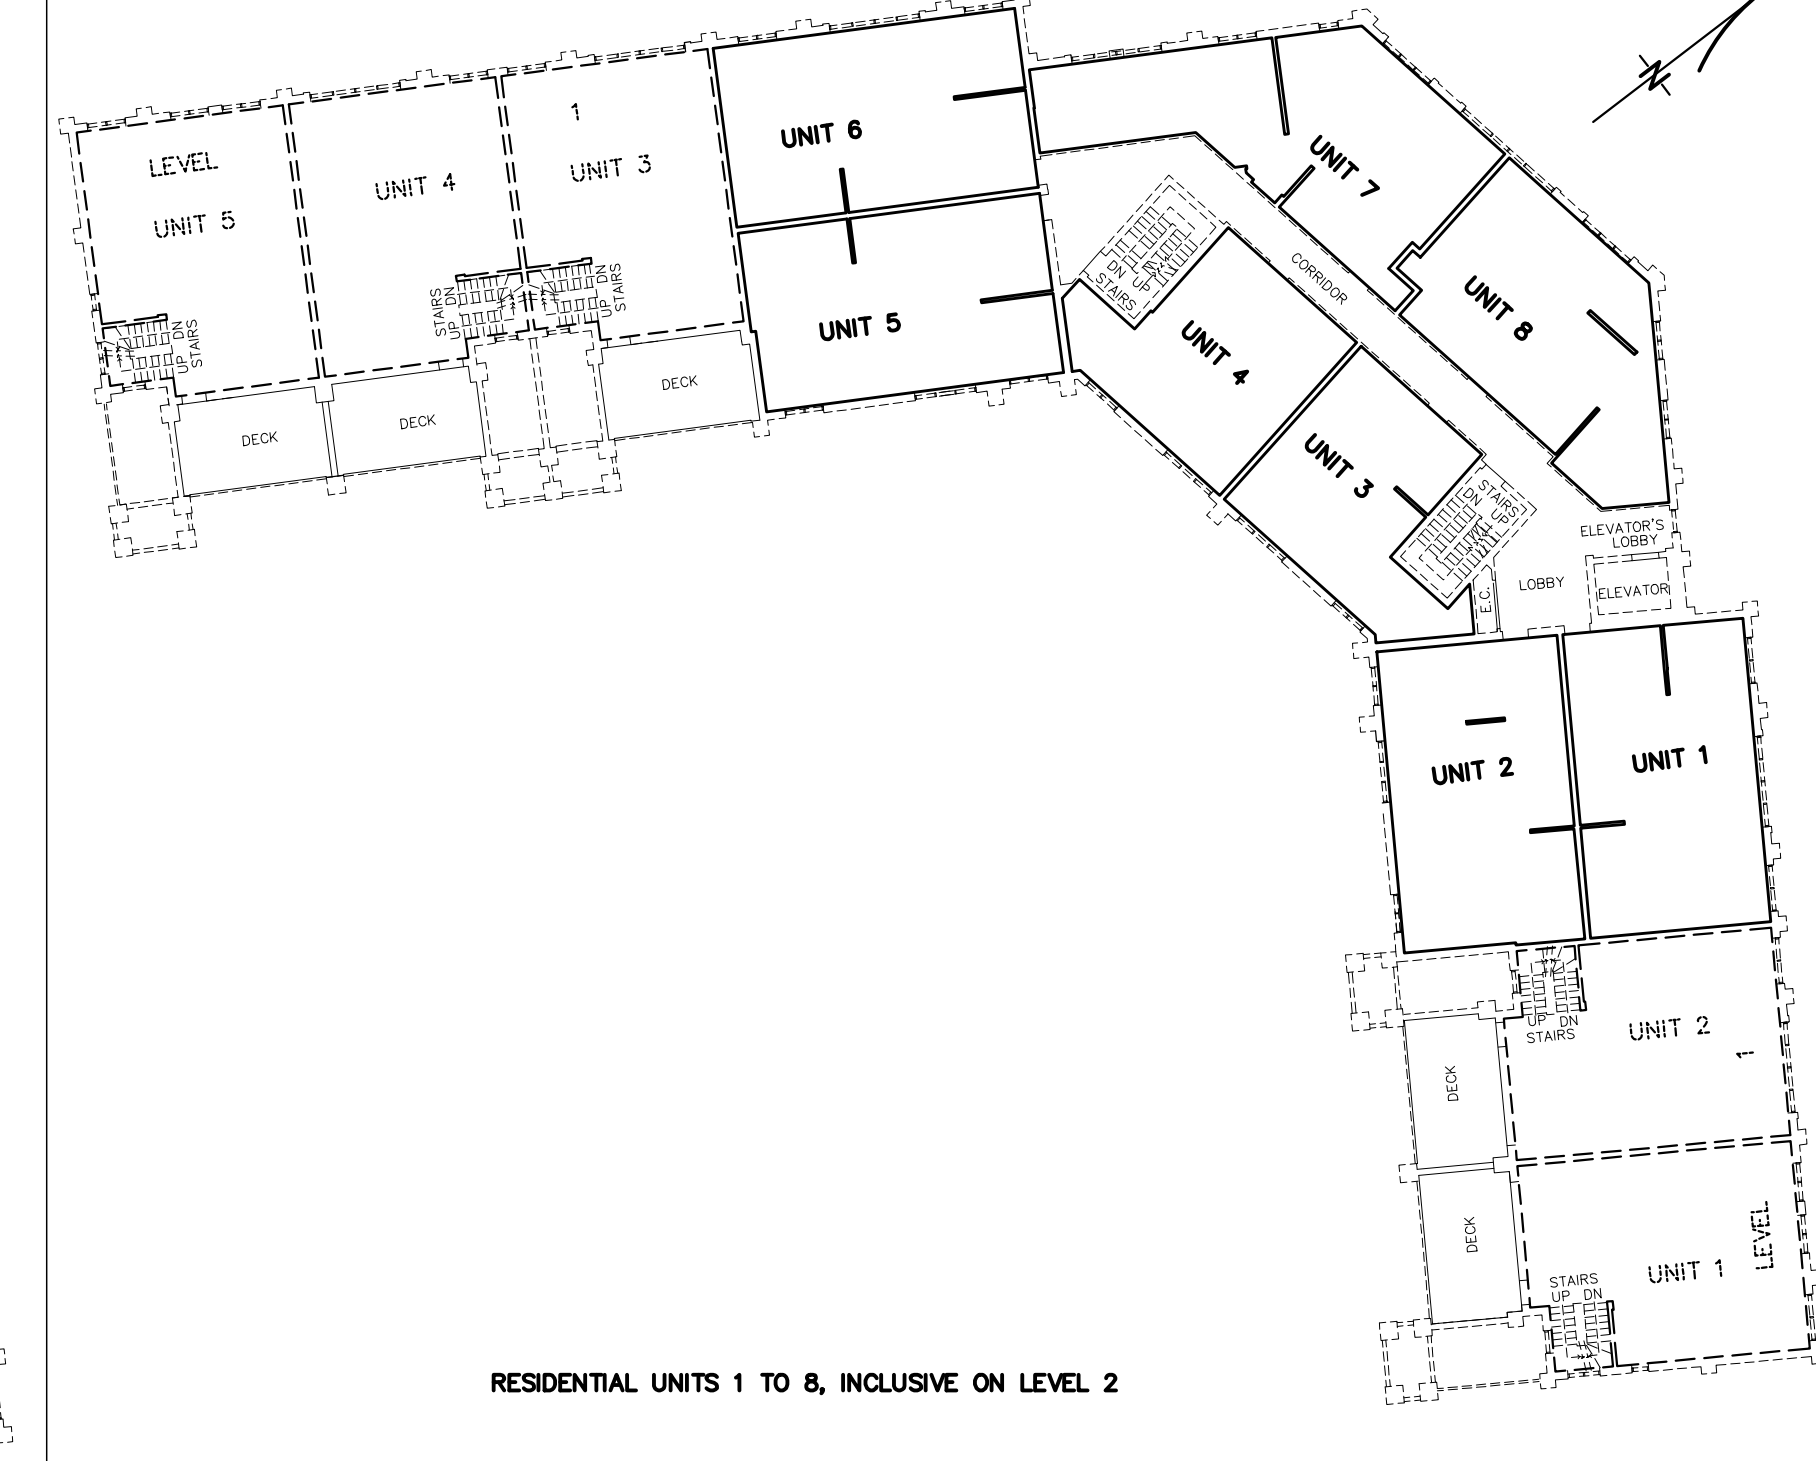 N
1
LEVEL
UNIT 5
UNIT 4
UNIT 3
UNIT 6
UNIT 5
UNIT 7
UNIT 8
UNIT 4
UNIT 3
CORRIDOR
DN
UP
STAIRS
STAIRS
UP DN
STAIRS
UP DN
UP DN
STAIRS
UP DN
STAIRS
DECK
DECK
DECK
STAIRS
DN UP
ELEVATOR'S
LOBBY
LOBBY
ELEVATOR
E.C.
UNIT 2
UNIT 1
UP DN
STAIRS
UNIT 2
1
DECK
DECK
LEVEL
UNIT 1
STAIRS
UP DN
RESIDENTIAL UNITS 1 TO 8, INCLUSIVE ON LEVEL 2